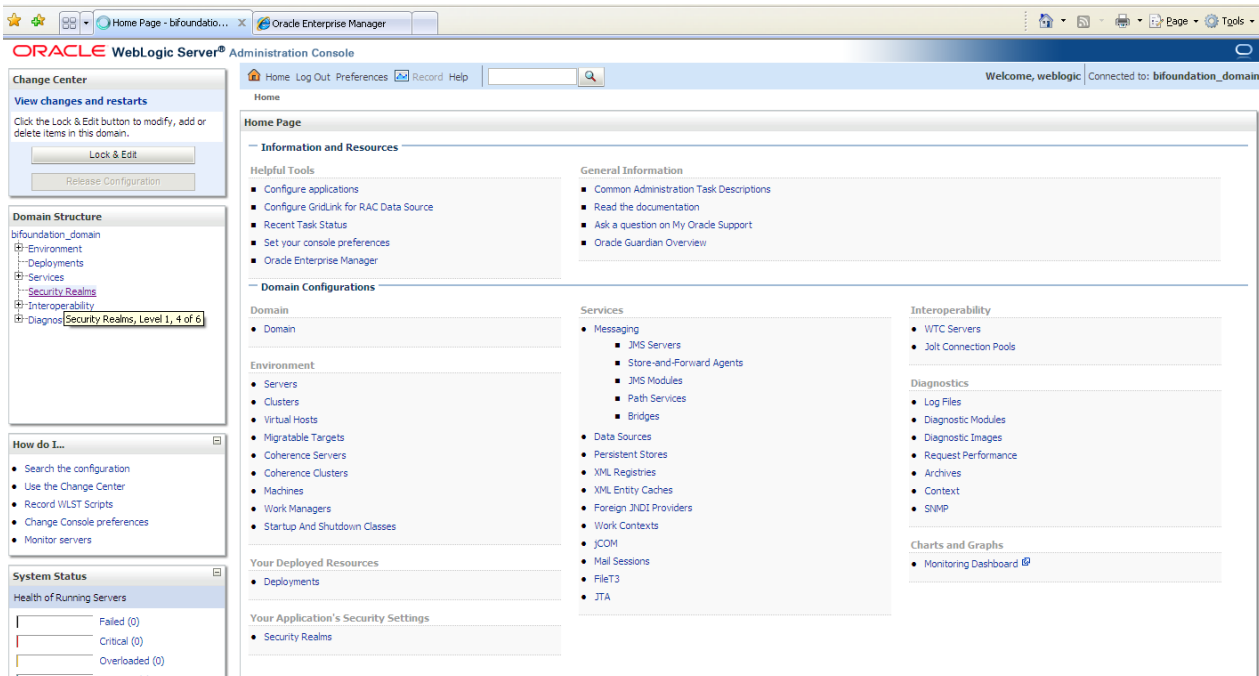 Home Page - bifoundatio...
Oracle Enterprise Manager
Page
Tools
ORACLE WebLogic Server® Administration Console
Change Center
View changes and restarts
Click the Lock & Edit button to modify, add or
delete items in this domain.
Lock & Edit
Release Configuration
Domain Structure
bifoundation_domain
Environment
Deployments
Services
Security Realms
Interoperability
Diagnos
Security Realms, Level 1, 4 of 6
How do I...
Search the configuration
Use the Change Center
Record WLST Scripts
Change Console preferences
Monitor servers
System Status
Health of Running Servers
Failed (0)
Critical (0)
Overloaded (0)
Home Log Out Preferences Record Help
Welcome, weblogic Connected to: bifoundation_domain
Home
Home Page
Information and Resources
Helpful Tools
Configure applications
Configure GridLink for RAC Data Source
Recent Task Status
Set your console preferences
Oracle Enterprise Manager
General Information
Common Administration Task Descriptions
Read the documentation
Ask a question on My Oracle Support
Oracle Guardian Overview
Domain Configurations
Domain
Domain
Environment
Servers
Clusters
Virtual Hosts
Migratable Targets
Coherence Servers
Coherence Clusters
Machines
Work Managers
Startup And Shutdown Classes
Your Deployed Resources
Deployments
Your Application's Security Settings
Security Realms
Services
Messaging
JMS Servers
Store-and-Forward Agents
JMS Modules
Path Services
Bridges
Data Sources
Persistent Stores
XML Registries
XML Entity Caches
Foreign JNDI Providers
Work Contexts
jCOM
Mail Sessions
FileT3
JTA
Interoperability
WTC Servers
Jolt Connection Pools
Diagnostics
Log Files
Diagnostic Modules
Diagnostic Images
Request Performance
Archives
Context
SNMP
Charts and Graphs
Monitoring Dashboard